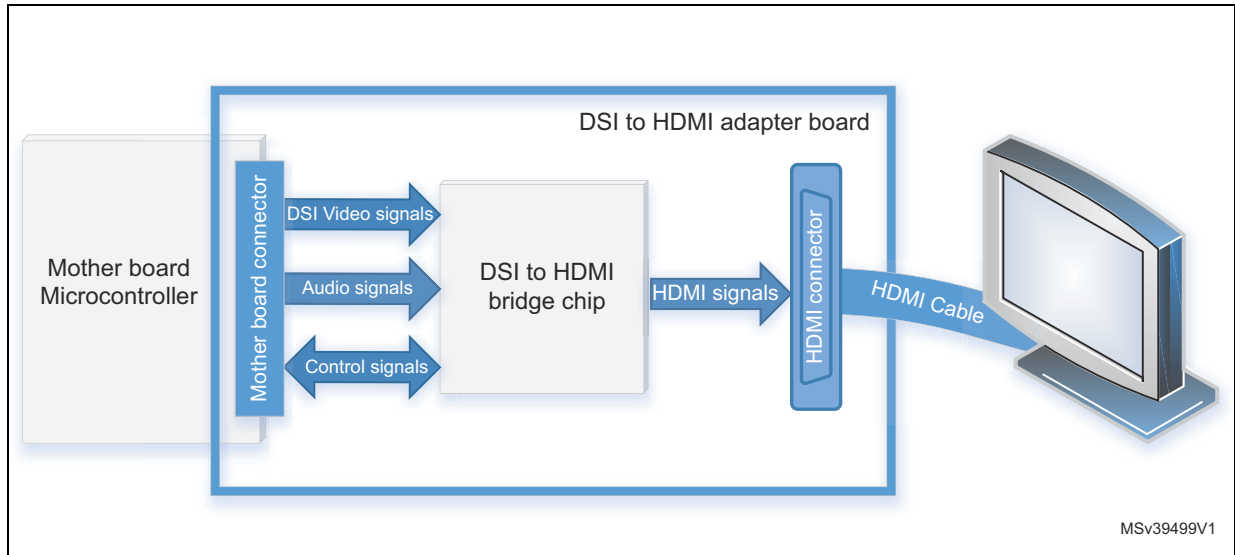 DSI to HDMI adapter board
Mother board
Microcontroller
Mother board connector
DSI Video signals
Audio signals
Control signals
DSI to HDMI
bridge chip
HDMI signals
HDMI connector
HDMI Cable
MSv39499V1